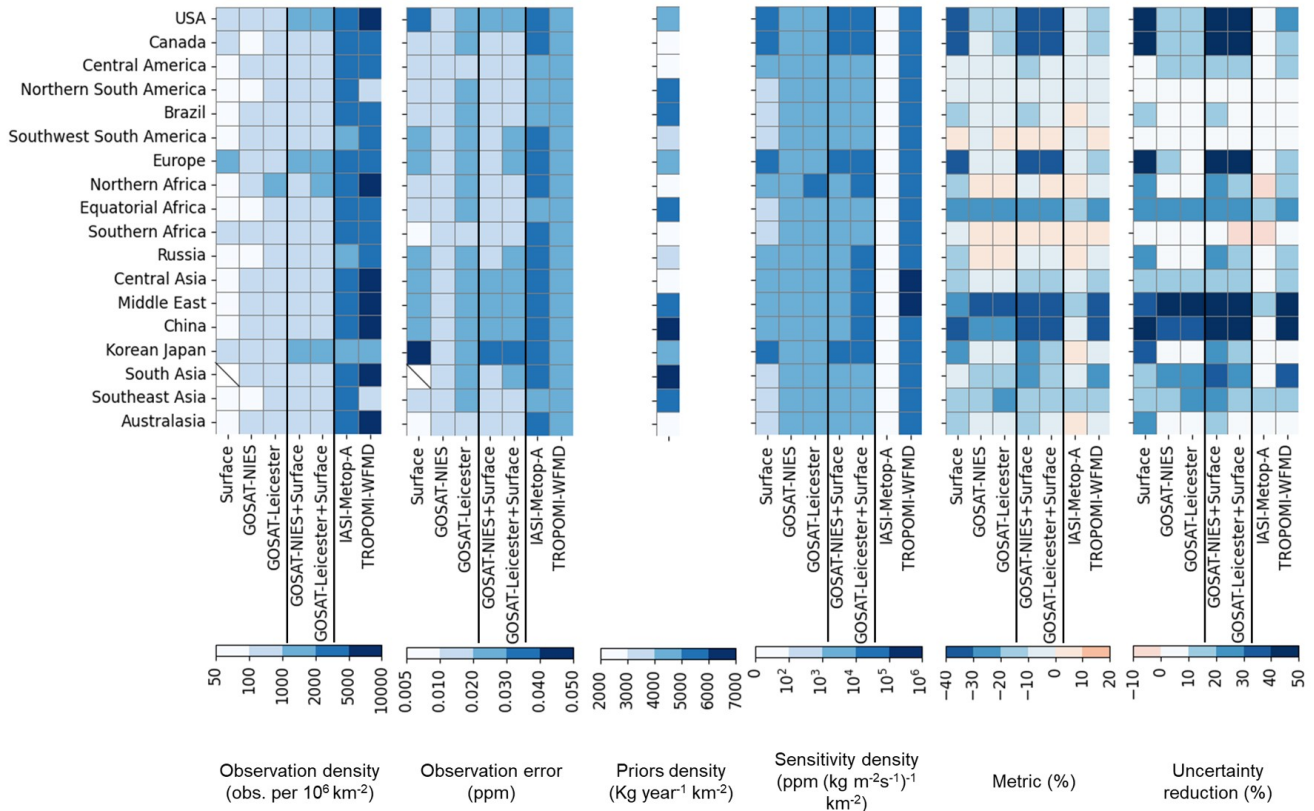 USA
Canada
Central America
Northern South America
Brazil
Southwest South America
Europe
Northern Africa
Equatorial Africa
Southern Africa
Russia
Central Asia
Middle East
China
Korean Japan
South Asia
Southeast Asia
Australasia
Surface
GOSAT-NIES
GOSAT-Leicester
GOSAT-NIES+Surface
GOSAT-Leicester+Surface
IASI-Metop-A
TROPOMI-WFMD
Surface
GOSAT-NIES
GOSAT-Leicester
GOSAT-NIES+Surface
GOSAT-Leicester+Surface
IASI-Metop-A
TROPOMI-WFMD
Surface
GOSAT-NIES
GOSAT-Leicester
GOSAT-NIES+Surface
GOSAT-Leicester+Surface
IASI-Metop-A
TROPOMI-WFMD
Surface
GOSAT-NIES
GOSAT-Leicester
GOSAT-NIES+Surface
GOSAT-Leicester+Surface
IASI-Metop-A
TROPOMI-WFMD
Surface
GOSAT-NIES
GOSAT-Leicester
GOSAT-NIES+Surface
GOSAT-Leicester+Surface
IASI-Metop-A
TROPOMI-WFMD
50 100 1000 2000 5000 10000
0.005 0.010 0.020 0.030 0.040 0.050
2000 3000 4000 5000 6000 7000
0 10² 10³ 10⁴ 10⁵ 10⁶
−40 −30 −20 −10 0 10 20
−10 0 10 20 30 40 50
Observation density
(obs. per 10⁶ km⁻²)
Observation error
(ppm)
Priors density
(Kg year⁻¹ km⁻²)
Sensitivity density
(ppm (kg m⁻²s⁻¹)⁻¹
km⁻²)
Metric (%)
Uncertainty
reduction (%)